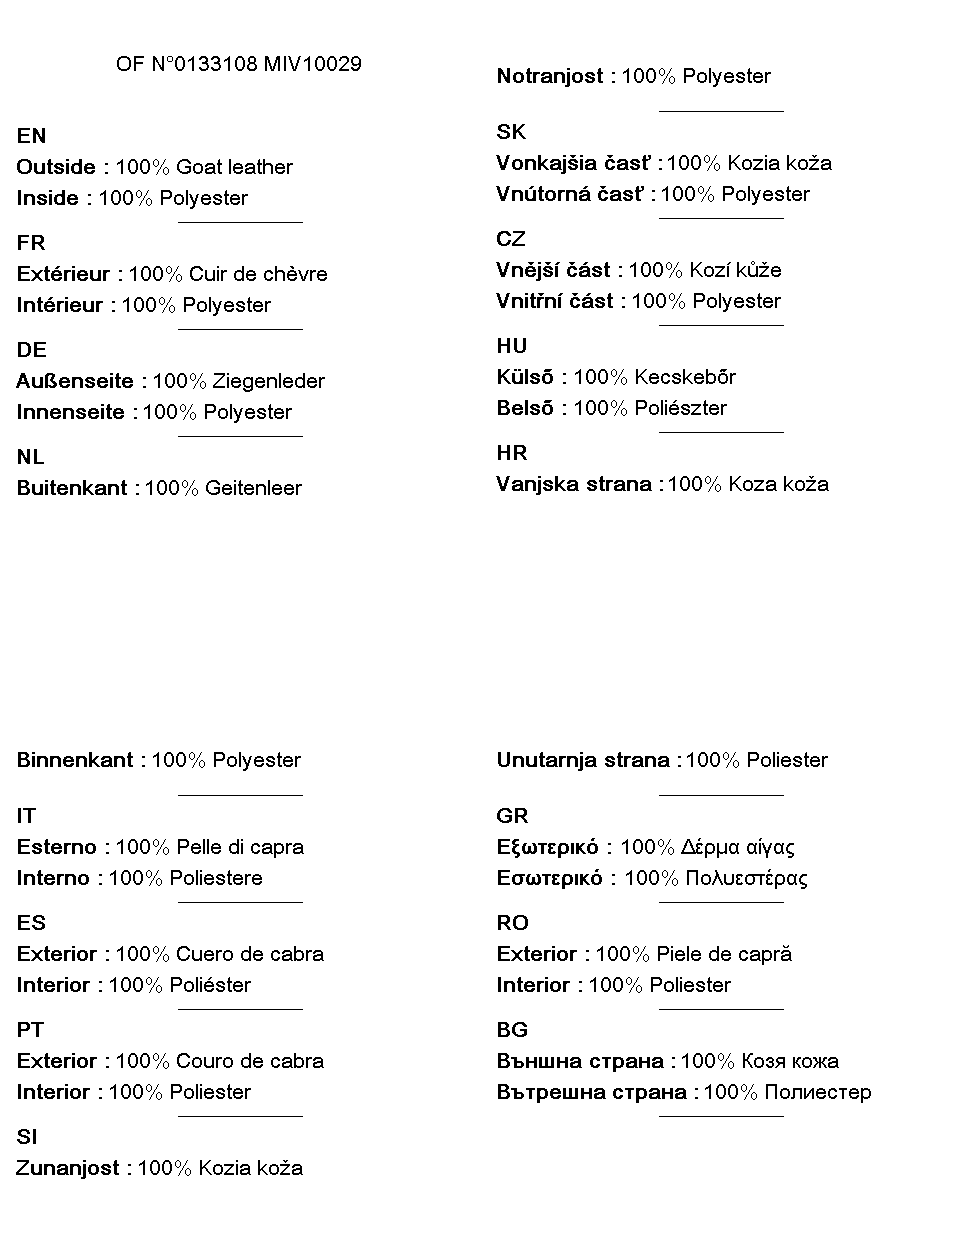 OF N°0133108 MIV10029
EN
Outside : 100% Goat leather
Inside : 100% Polyester
FR
Extérieur : 100% Cuir de chèvre
Intérieur : 100% Polyester
DE
Außenseite : 100% Ziegenleder
Innenseite : 100% Polyester
NL
Buitenkant : 100% Geitenleer
Binnenkant : 100% Polyester
IT
Esterno : 100% Pelle di capra
Interno : 100% Poliestere
ES
Exterior : 100% Cuero de cabra
Interior : 100% Poliéster
PT
Exterior : 100% Couro de cabra
Interior : 100% Poliester
SI
Zunanjost : 100% Kozia koža
Notranjost : 100% Polyester
SK
Vonkajšia časť : 100% Kozia koža
Vnútorná časť : 100% Polyester
CZ
Vnější část : 100% Kozí kůže
Vnitřní část : 100% Polyester
HU
Külső : 100% Kecskebőr
Belső : 100% Poliészter
HR
Vanjska strana : 100% Koza koža
Unutarnja strana : 100% Poliester
GR
Εξωτερικό : 100% Δέρμα αίγας
Εσωτερικό : 100% Πολυεστέρας
RO
Exterior : 100% Piele de capră
Interior : 100% Poliester
BG
Външна страна : 100% Козя кожа
Вътрешна страна : 100% Полиестер